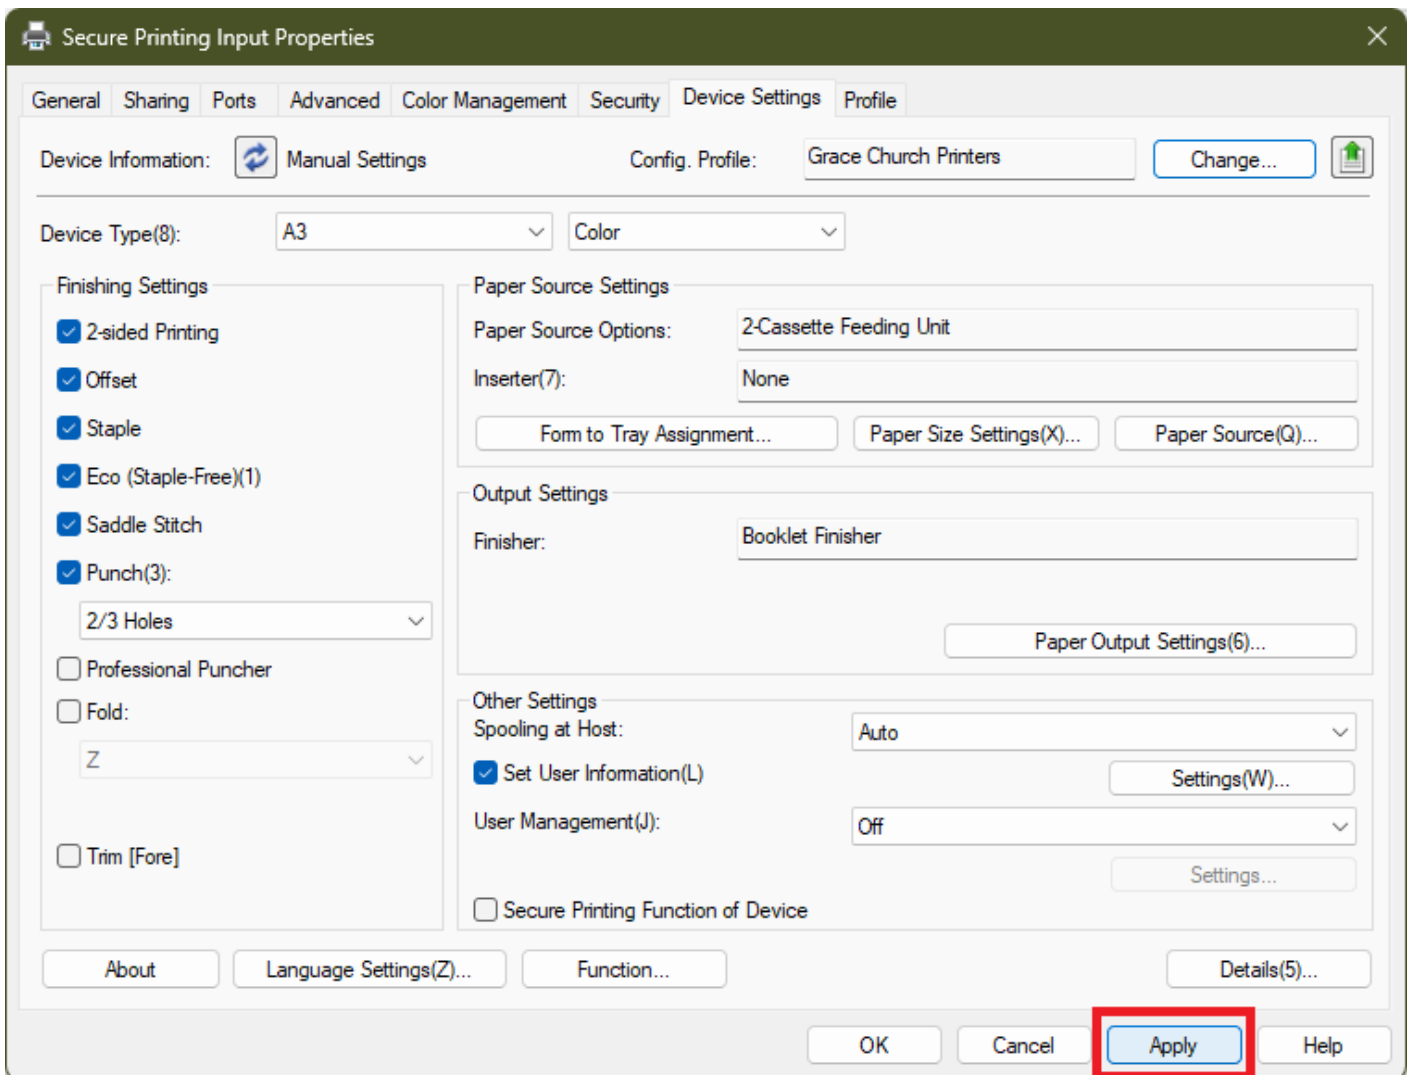 Secure Printing Input Properties
General Sharing Ports Advanced Color Management Security Device Settings Profile
Device Information: Manual Settings Config. Profile: Grace Church Printers Change...
Device Type(8): A3 Color
Finishing Settings
2-sided Printing
Offset
Staple
Eco (Staple-Free)(1)
Saddle Stitch
Punch(3):
2/3 Holes
Professional Puncher
Fold:
Z
Trim [Fore]
Paper Source Settings
Paper Source Options: 2-Cassette Feeding Unit
Inserter(7): None
Form to Tray Assignment... Paper Size Settings(X)... Paper Source(Q)...
Output Settings
Finisher: Booklet Finisher
Paper Output Settings(6)...
Other Settings
Spooling at Host: Auto
Set User Information(L) Settings(W)...
User Management(J): Off
Settings...
Secure Printing Function of Device
About Language Settings(Z)... Function... Details(5)...
OK Cancel Apply Help